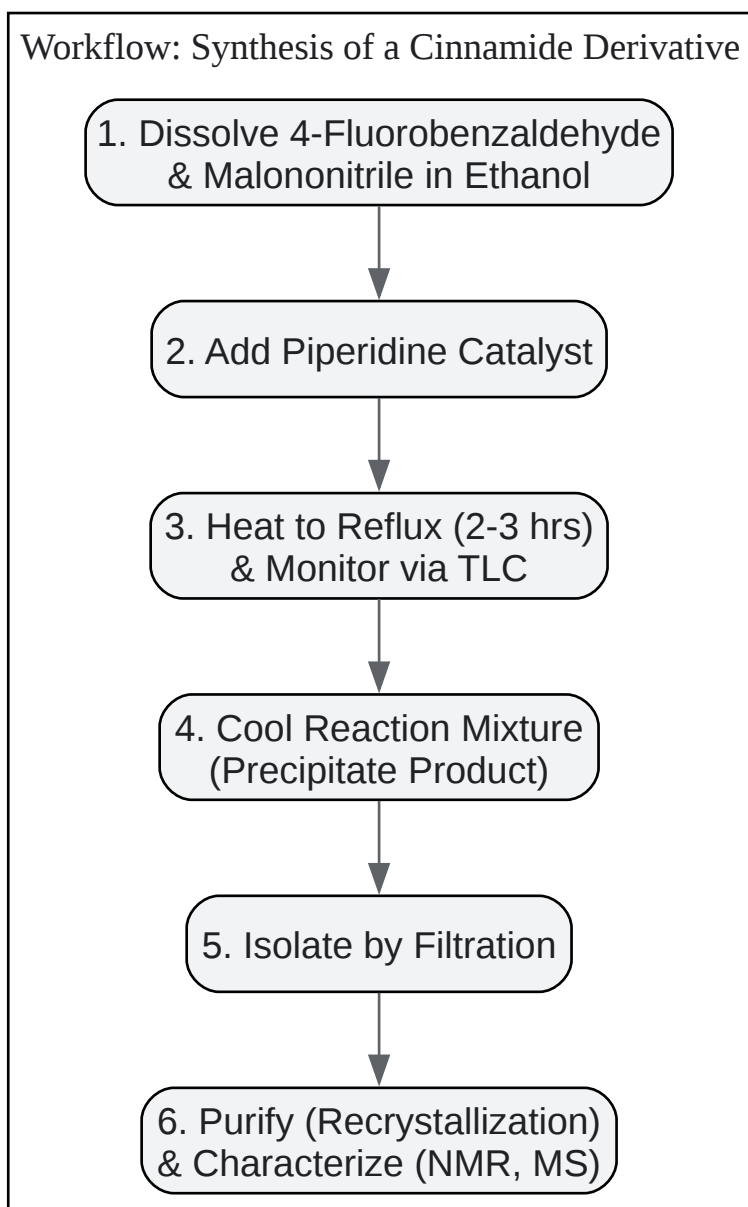 Workflow: Synthesis of a Cinnamide Derivative
1. Dissolve 4-Fluorobenzaldehyde
& Malononitrile in Ethanol
2. Add Piperidine Catalyst
3. Heat to Reflux (2-3 hrs)
& Monitor via TLC
4. Cool Reaction Mixture
(Precipitate Product)
5. Isolate by Filtration
6. Purify (Recrystallization)
& Characterize (NMR, MS)